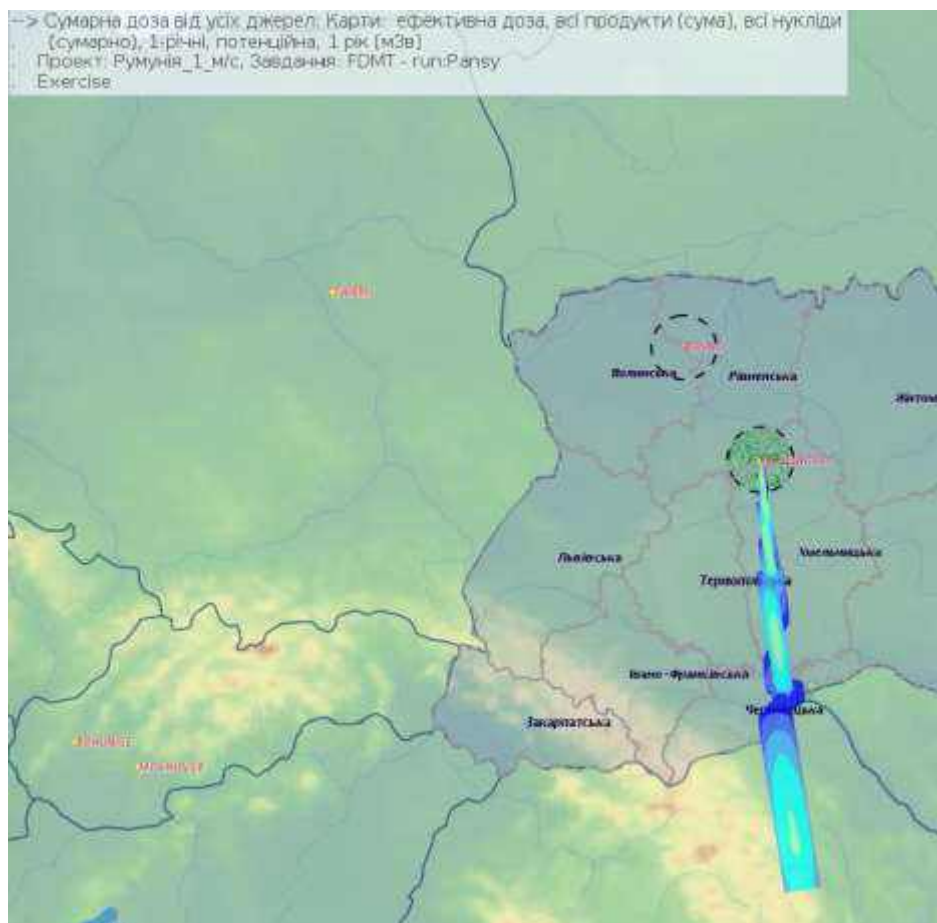 --> Сумарна доза від усіх джерел: Карти: ефективна доза, всі продукти (сума), всі нукліди
(сумарно), 1-річні, потенційна, 1 рік [мЗв]
Проект: Румунія_1_м/с, Завдання: FDMT - run:Pansy
Exercise
Волинська
Рівненська
Житом
Львівська
Хмельницька
Тернопільська
Івано-Франківська
Закарпатська
Чернівецька